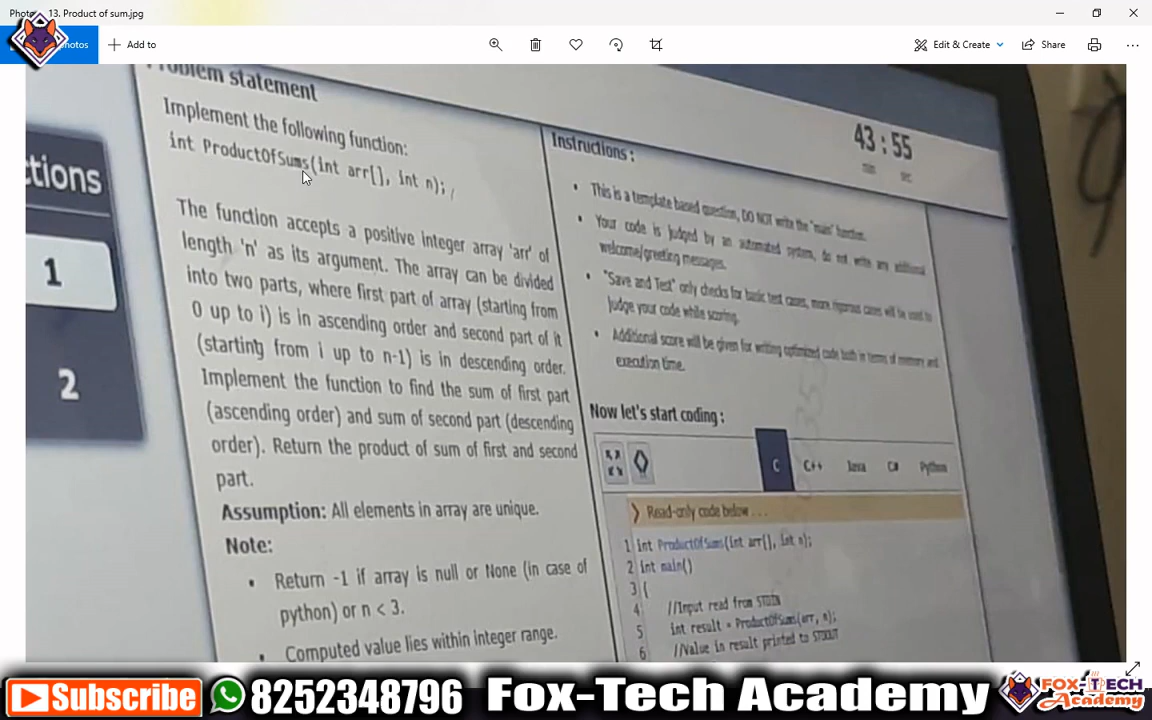 13. Product of sum.jpg
Add to
Edit & Create
Share
Problem statement
Implement the following function:
int ProductOfSums(int arr[], int n);
The function accepts a positive integer array 'arr' of
length 'n' as its argument. The array can be divided
into two parts, where first part of array (starting from
0 up to i) is in ascending order and second part of it
(starting from i up to n-1) is in descending order.
Implement the function to find the sum of first part
(ascending order) and sum of second part (descending
order). Return the product of sum of first and second
part.
Assumption: All elements in array are unique.
Note:
• Return -1 if array is null or None (in case of
python) or n < 3.
• Computed value lies within integer range.
ctions
1
2
43 : 55
min sec
Instructions :
• This is a template based question, DO NOT write the "main" function.
• Your code is judged by an automated system, do not write any additional
welcome/greeting messages.
• "Save and Test" only checks for basic test cases, more rigorous cases will be used to
judge your code while scoring.
• Additional score will be given for writing optimized code both in terms of memory and
execution time.
Now let's start coding :
C C++ Java C# Python
Read-only code below . . .
1 int ProductOfSums(int arr[], int n);
2 int main()
3 {
4 //Input read from STDIN
5 int result = ProductOfSums(arr, n);
6 //Value in result printed to STDOUT
Subscribe 8252348796 Fox-Tech Academy
FOX-TECH
Academy